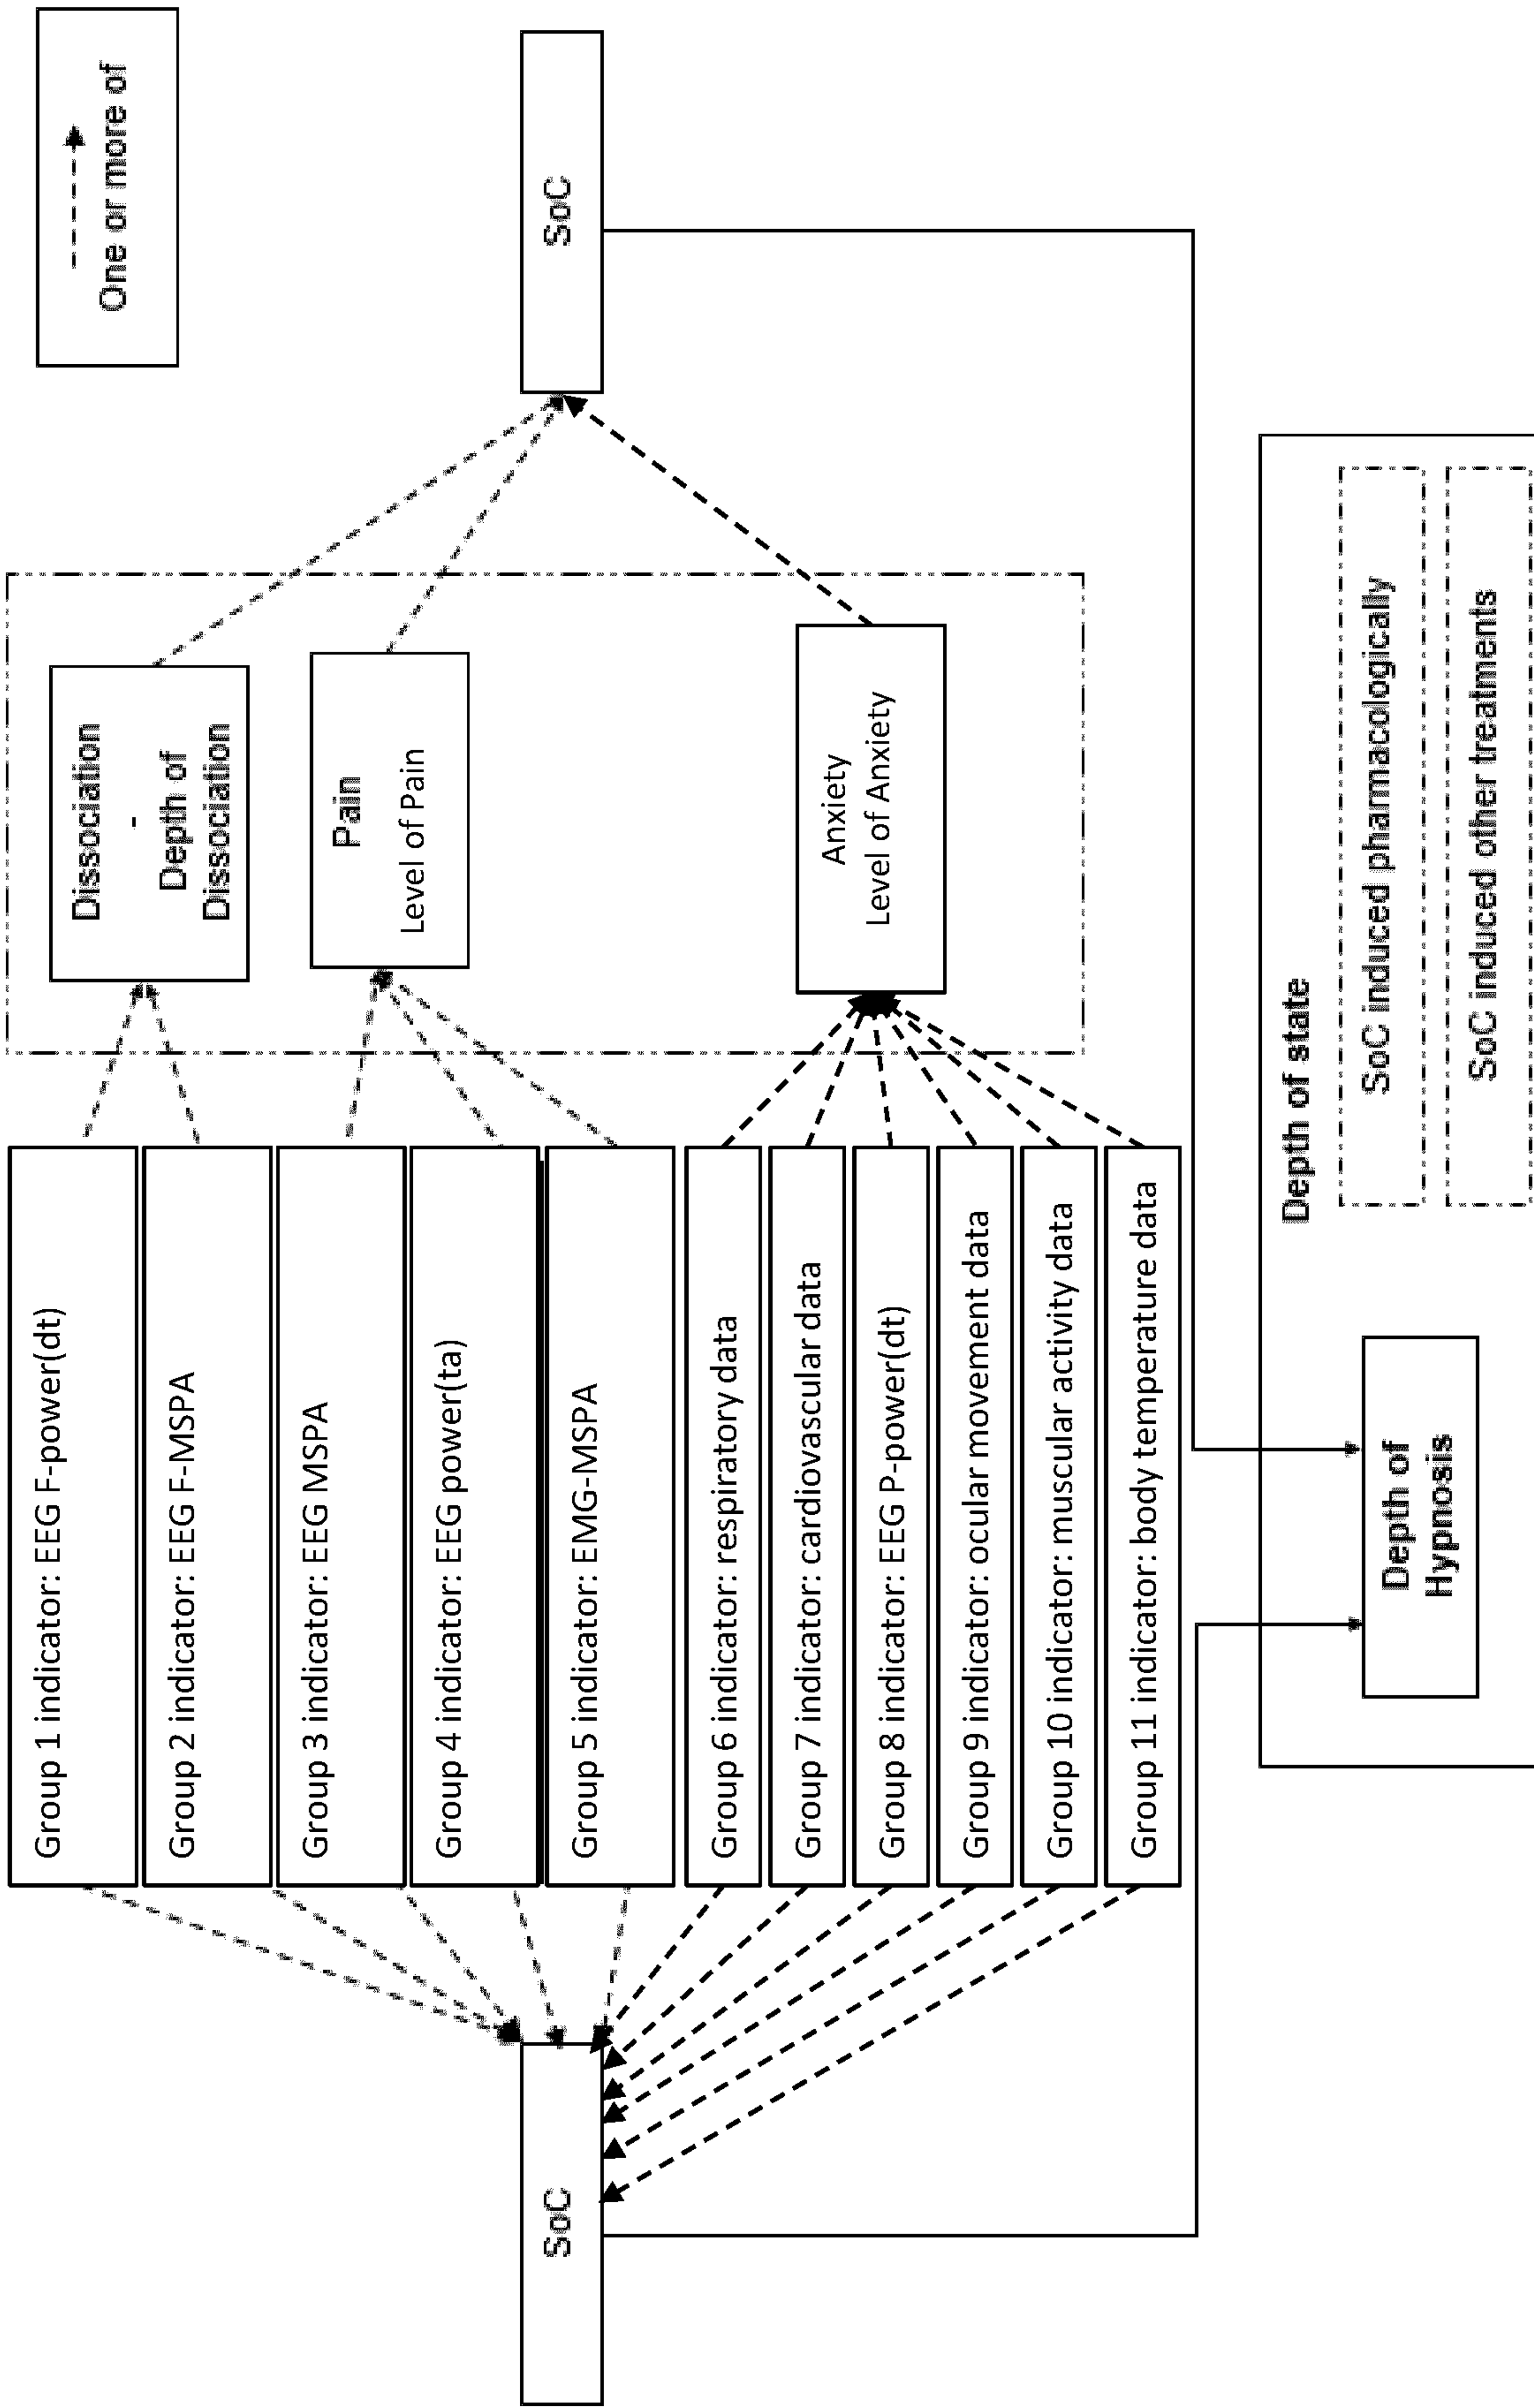 One or more of
SoC
Group 1 indicator: EEG F-power(dt)
Group 2 indicator: EEG F-MSPA
Group 3 indicator: EEG MSPA
Group 4 indicator: EEG power(ta)
Group 5 indicator: EMG-MSPA
Group 6 indicator: respiratory data
Group 7 indicator: cardiovascular data
Group 8 indicator: EEG P-power(dt)
Group 9 indicator: ocular movement data
Group 10 indicator: muscular activity data
Group 11 indicator: body temperature data
Dissociation
-
Depth of
Dissociation
Pain
Level of Pain
Anxiety
Level of Anxiety
SoC
Depth of state
Depth of
Hypnosis
SoC induced pharmacologically
SoC induced other treatments